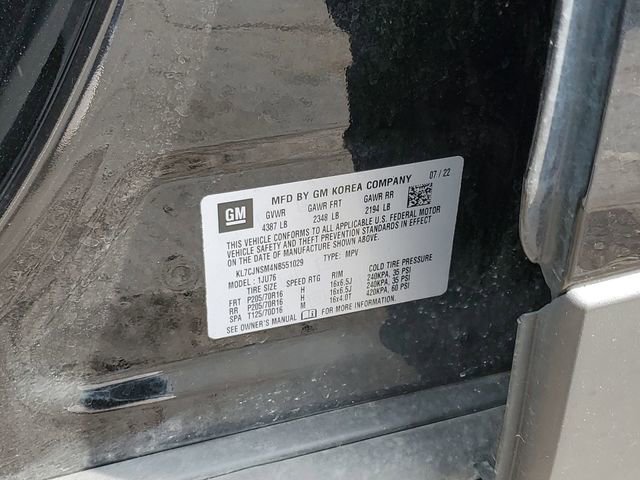 GM
MFD BY GM KOREA COMPANY 07/22
GVWR GAWR FRT GAWR RR
4387 LB 2348 LB 2194 LB
THIS VEHICLE CONFORMS TO ALL APPLICABLE U.S. FEDERAL MOTOR
VEHICLE SAFETY AND THEFT PREVENTION STANDARDS IN EFFECT
ON THE DATE OF MANUFACTURE SHOWN ABOVE.
KL7CJNSM4NB551029 TYPE: MPV
MODEL: 1JU76
TIRE SIZE SPEED RTG RIM COLD TIRE PRESSURE
FRT P205/70R16 H 16x6.5J 240KPA, 35 PSI
RR P205/70R16 H 16x6.5J 240KPA, 35 PSI
SPA T125/70D16 M 16x4.0T 420KPA, 60 PSI
SEE OWNER'S MANUAL FOR MORE INFORMATION.